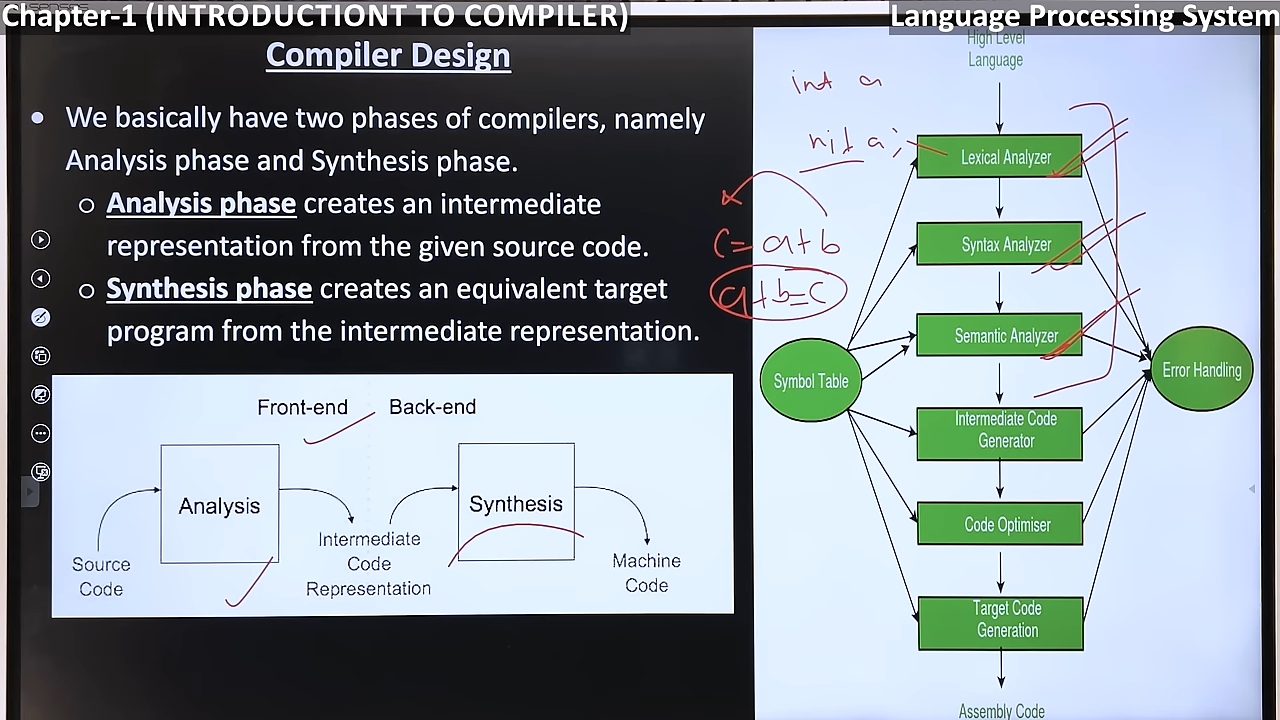 Chapter-1 (INTRODUCTIONT TO COMPILER)
Language Processing System
Compiler Design
• We basically have two phases of compilers, namely
Analysis phase and Synthesis phase.
o Analysis phase creates an intermediate
representation from the given source code.
o Synthesis phase creates an equivalent target
program from the intermediate representation.
Front-end
Back-end
Analysis
Synthesis
Source
Code
Intermediate
Code
Representation
Machine
Code
High Level
Language
int a
nit a;
c = a+b
a+b=c
Lexical Analyzer
Syntax Analyzer
Semantic Analyzer
Symbol Table
Error Handling
Intermediate Code
Generator
Code Optimiser
Target Code
Generation
Assembly Code